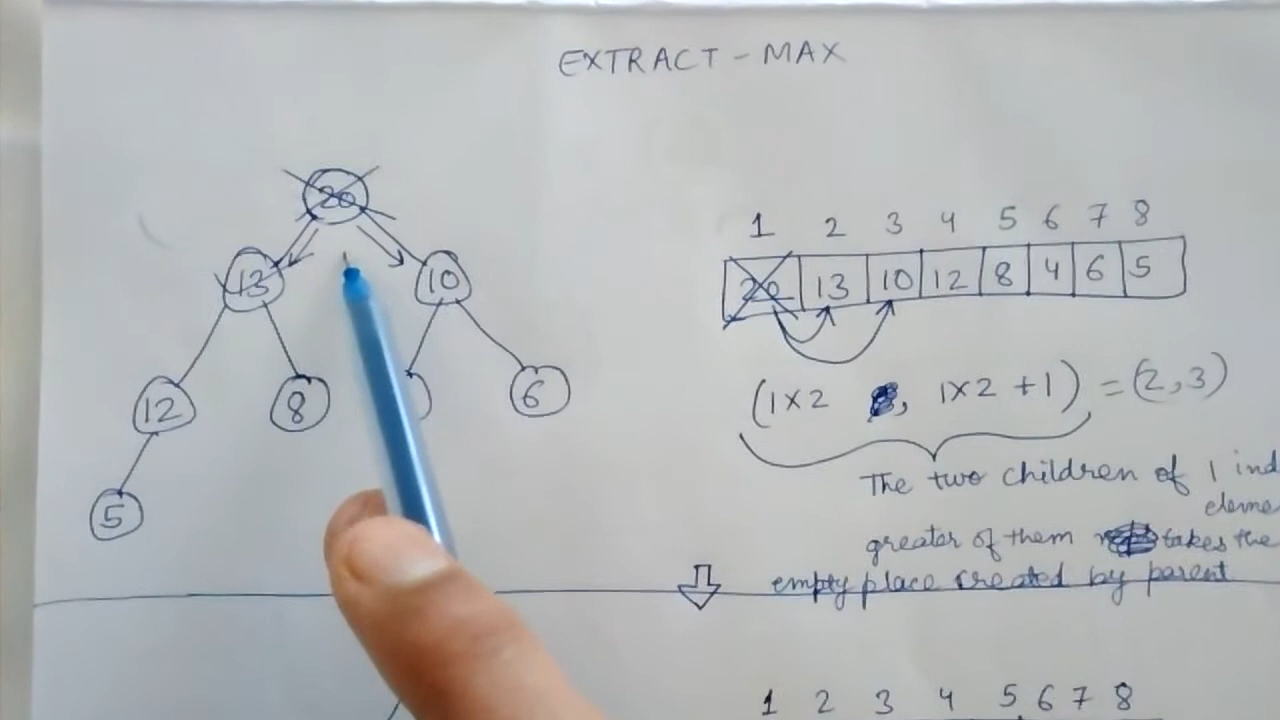 EXTRACT - MAX
20
13 10
12 8 6
5
1 2 3 4 5 6 7 8
20 13 10 12 8 4 6 5
(1×2 , 1×2 +1) = (2,3)
The two children of 1
greater of them takes the
empty place created by parent
1 2 3 4 5 6 7 8